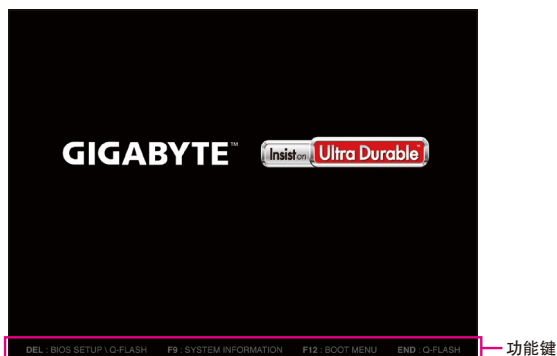 GIGABYTE™
Insist on Ultra Durable™
DEL : BIOS SETUP \ Q-FLASH F9 : SYSTEM INFORMATION F12 : BOOT MENU END : Q-FLASH
功能键